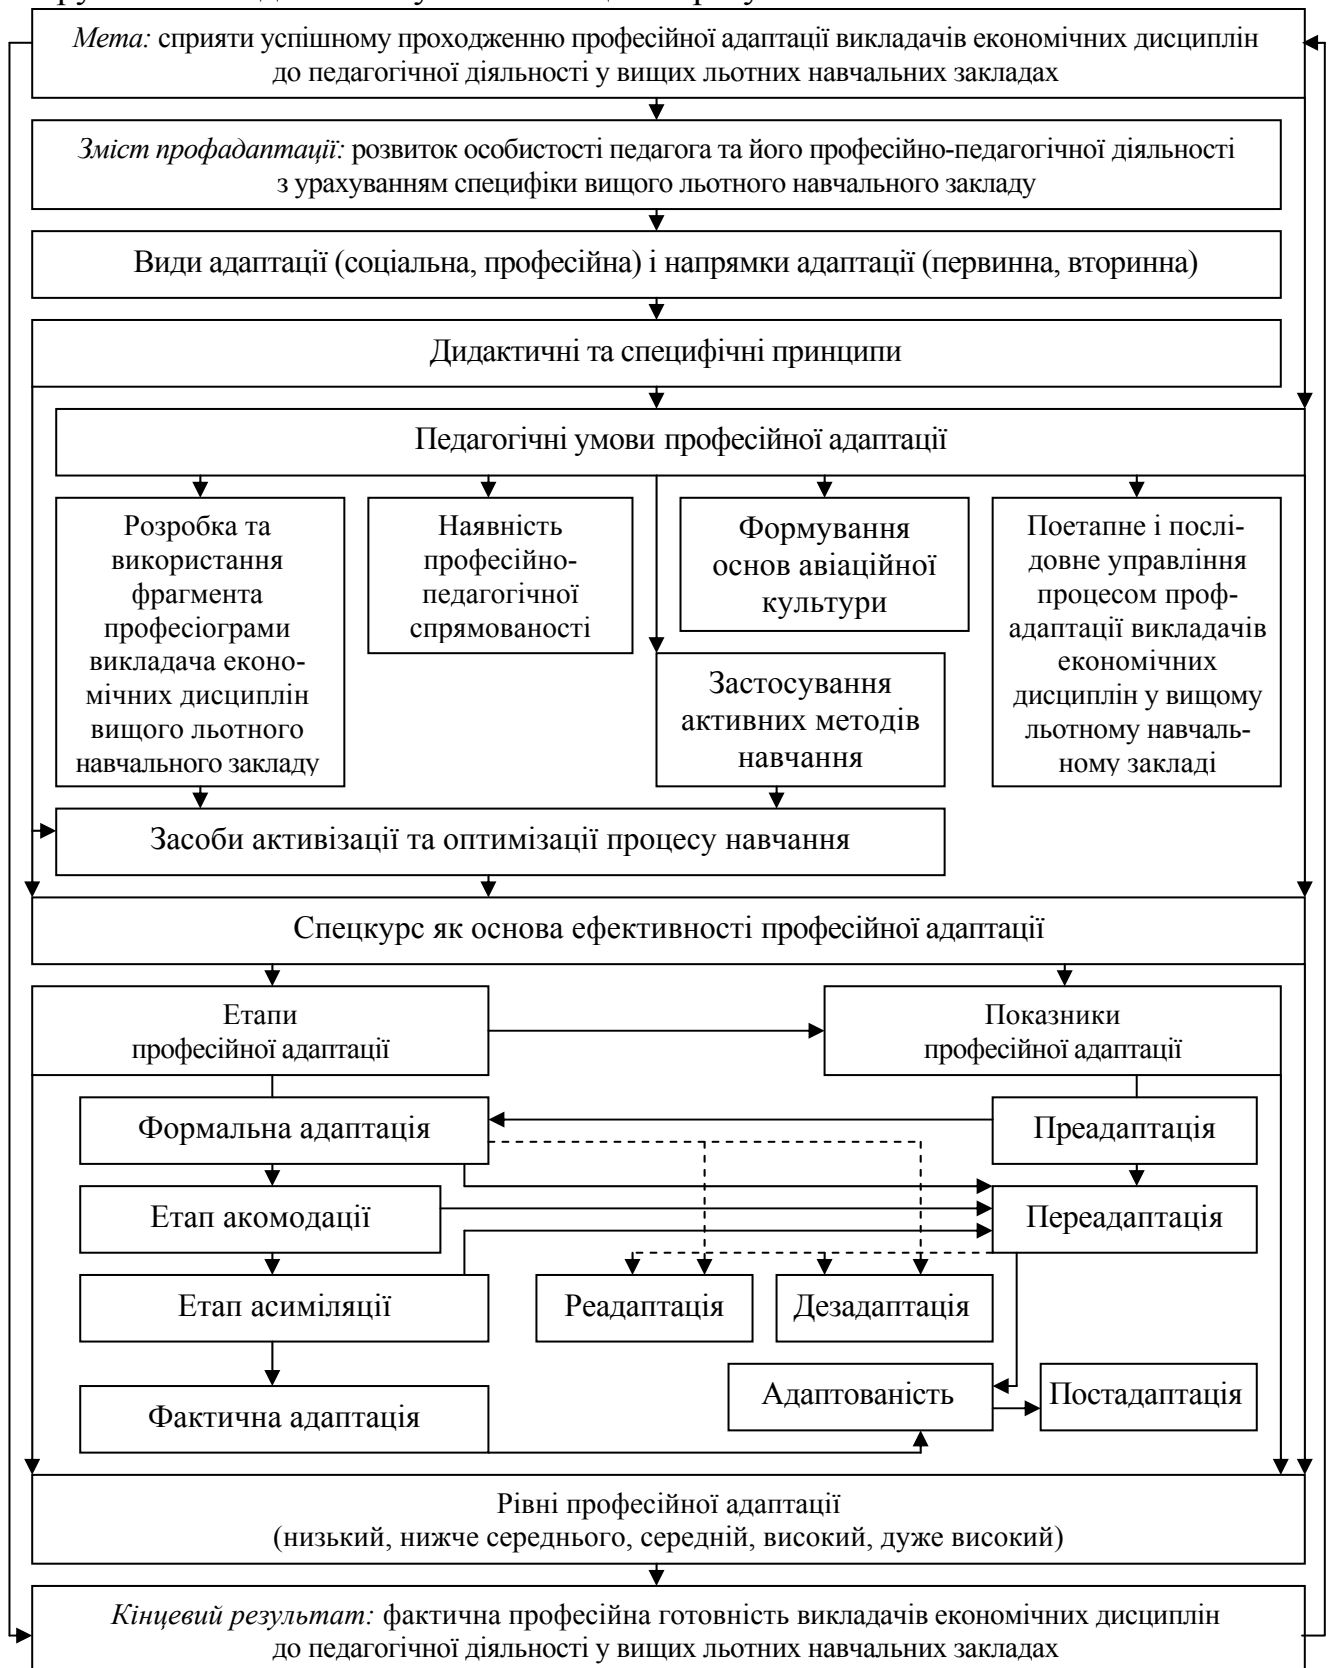 Мета: сприяти успішному проходженню професійної адаптації викладачів економічних дисциплін
до педагогічної діяльності у вищих льотних навчальних закладах
Зміст профадаптації: розвиток особистості педагога та його професійно-педагогічної діяльності
з урахуванням специфіки вищого льотного навчального закладу
Види адаптації (соціальна, професійна) і напрямки адаптації (первинна, вторинна)
Дидактичні та специфічні принципи
Педагогічні умови професійної адаптації
Розробка та
використання
фрагмента
професіограми
викладача еконо-
мічних дисциплін
вищого льотного
навчального закладу
Наявність
професійно-
педагогічної
спрямованості
Формування
основ авіаційної
культури
Застосування
активних методів
навчання
Поетапне і послі-
довне управління
процесом проф-
адаптації викладачів
економічних
дисциплін у вищому
льотному навчаль-
ному закладі
Засоби активізації та оптимізації процесу навчання
Спецкурс як основа ефективності професійної адаптації
Етапи
професійної адаптації
Показники
професійної адаптації
Формальна адаптація
Преадаптація
Етап акомодації
Переадаптація
Етап асиміляції
Реадаптація
Дезадаптація
Фактична адаптація
Адаптованість
Постадаптація
Рівні професійної адаптації
(низький, нижче середнього, середній, високий, дуже високий)
Кінцевий результат: фактична професійна готовність викладачів економічних дисциплін
до педагогічної діяльності у вищих льотних навчальних закладах